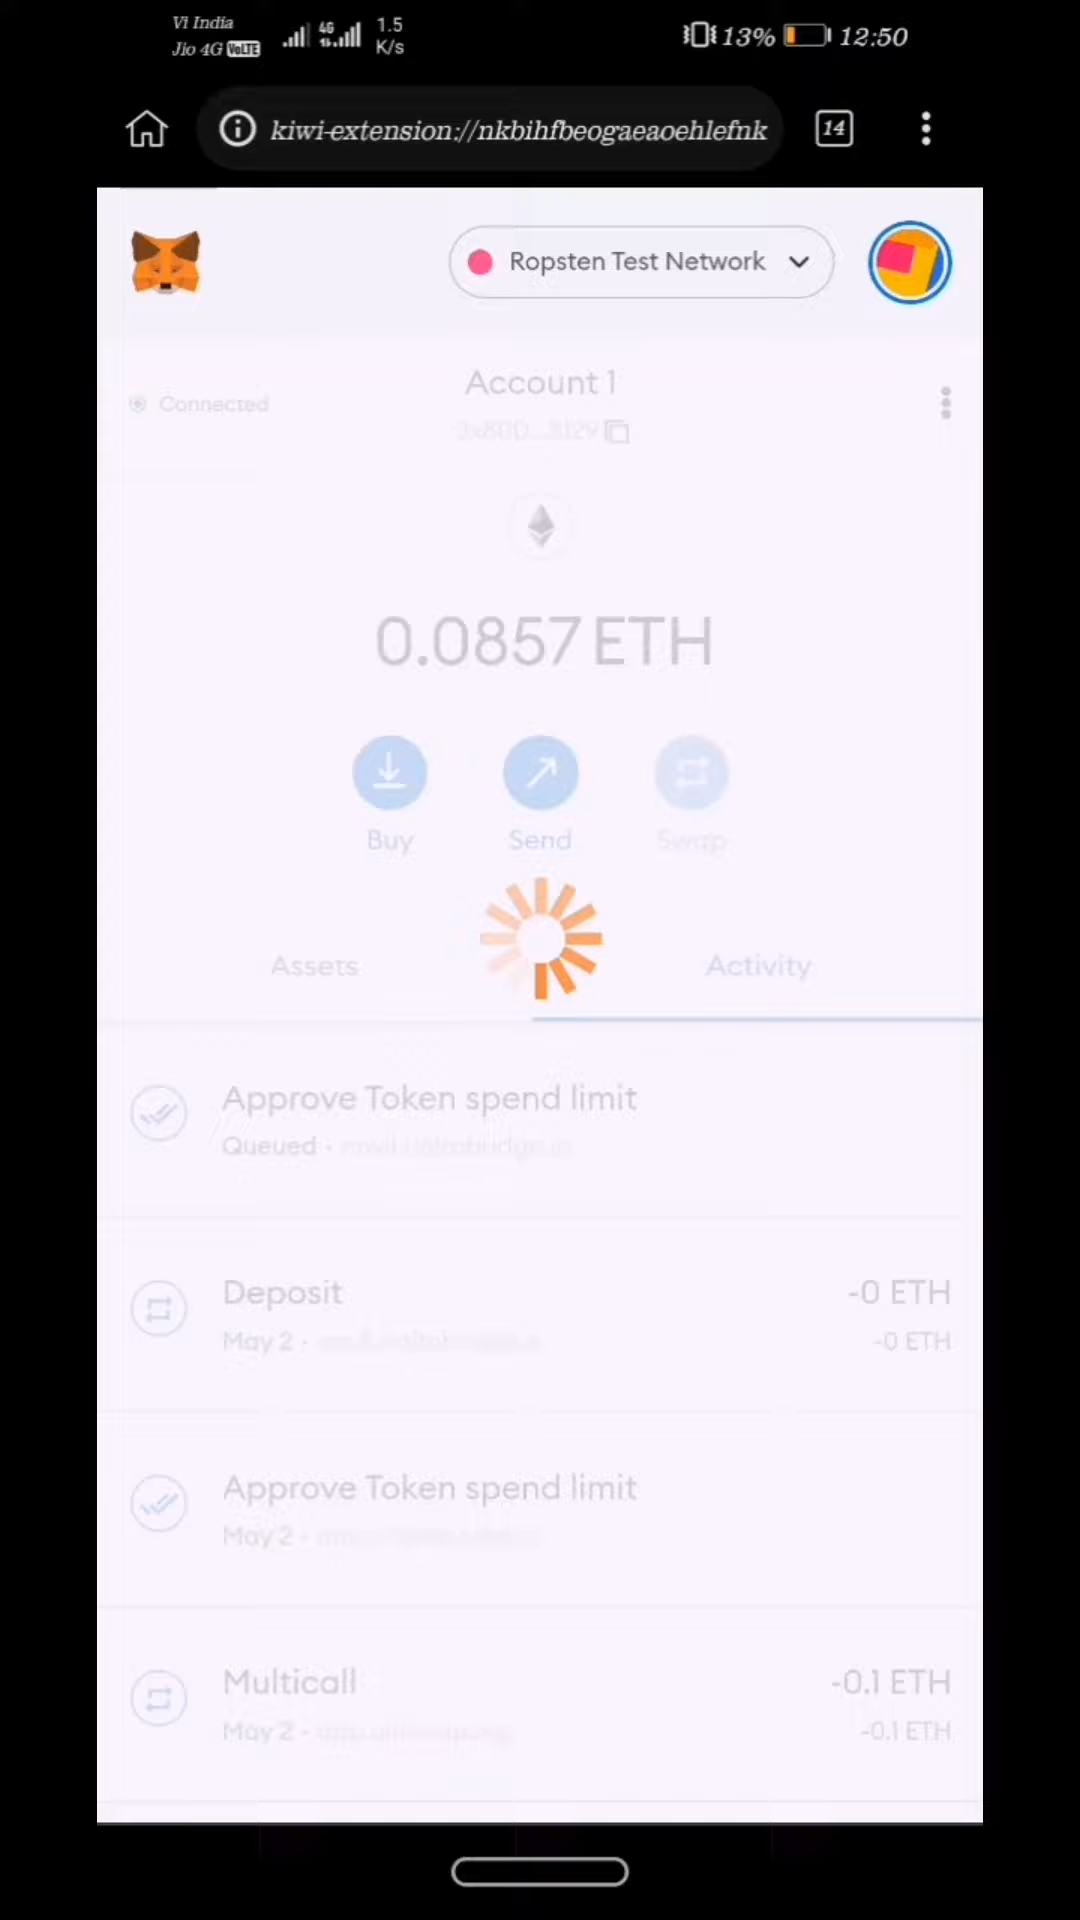 Vi India
Jio 4G VoLTE
4G
1.5
K/s
13%
12:50
kiwi-extension://nkbihfbeogaeaoehlefnk
14
Ropsten Test Network
Account 1
Connected
Buy
Send
Swap
0.0857 ETH
Assets
Activity
Approve Token spend limit
Queued -
Deposit
-0 ETH
May 2 -
-0 ETH
Approve Token spend limit
May 2 -
Multicall
-0.1 ETH
May 2 -
-0.1 ETH